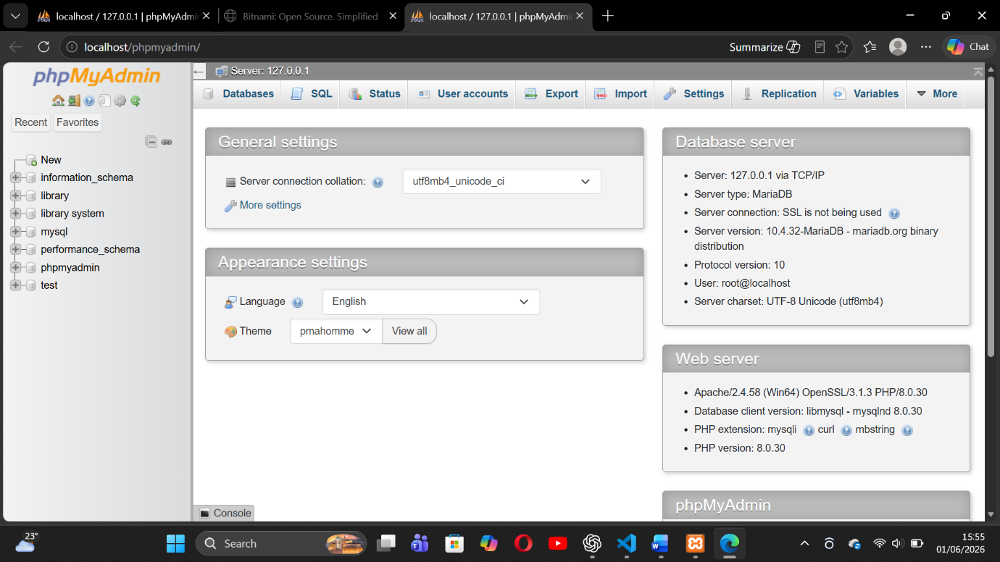 localhost / 127.0.0.1 | phpMyAdmin
Bitnami: Open Source. Simplified
localhost / 127.0.0.1 | phpMyAdmin
localhost/phpmyadmin/
Summarize
Chat
phpMyAdmin
Recent
Favorites
New
information_schema
library
library system
mysql
performance_schema
phpmyadmin
test
Server: 127.0.0.1
Databases
SQL
Status
User accounts
Export
Import
Settings
Replication
Variables
More
General settings
Server connection collation:
utf8mb4_unicode_ci
More settings
Appearance settings
Language
English
Theme
pmahomme
View all
Database server
Server: 127.0.0.1 via TCP/IP
Server type: MariaDB
Server connection: SSL is not being used
Server version: 10.4.32-MariaDB - mariadb.org binary
distribution
Protocol version: 10
User: root@localhost
Server charset: UTF-8 Unicode (utf8mb4)
Web server
Apache/2.4.58 (Win64) OpenSSL/3.1.3 PHP/8.0.30
Database client version: libmysql - mysqlnd 8.0.30
PHP extension: mysqli curl mbstring
PHP version: 8.0.30
phpMyAdmin
Console
23°
Search
15:55
01/06/2026